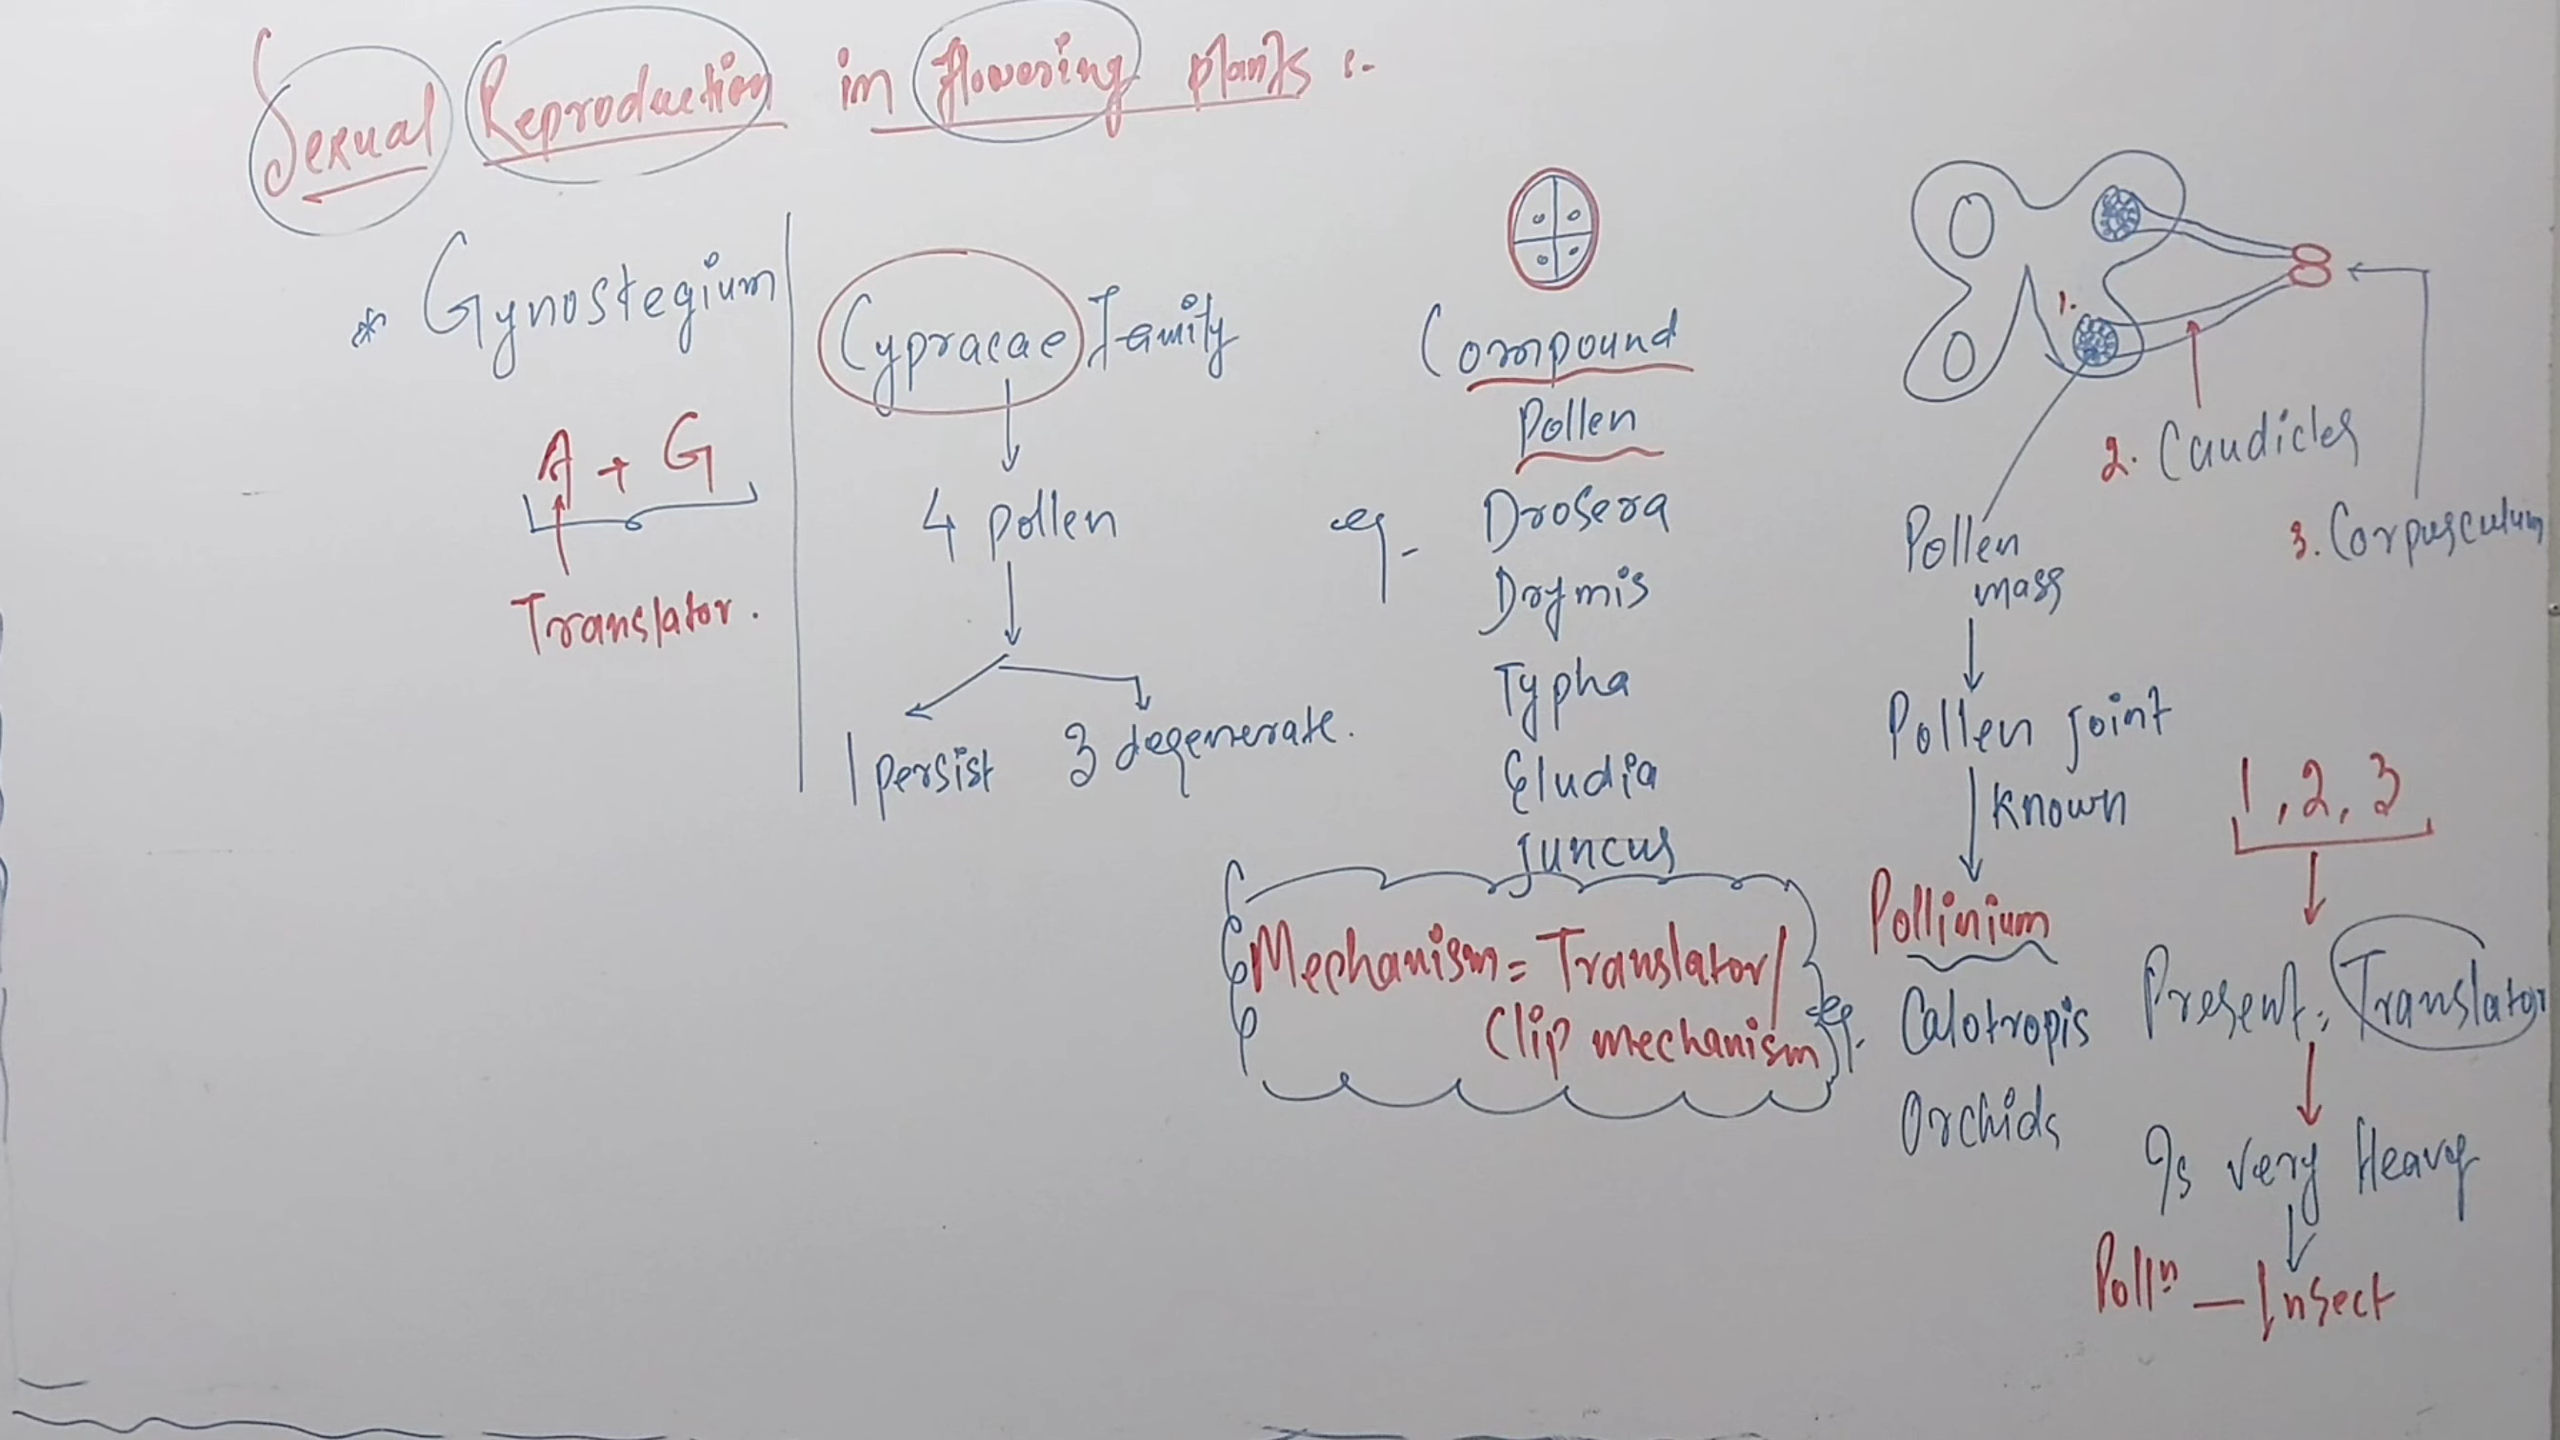 Sexual Reproduction in flowering plants :-
* Gynostegium
A + G
Translator.
Cypracae Family
4 pollen
1 persist
3 degenerate.
Compound
Pollen
eg. Drosera
Drymis
Typha
Eludia
Juncus
Mechanism = Translator/
Clip mechanism
1.
2. Caudicles
3. Corpusculum
Pollen
mass
Pollen joint
known
Pollinium
eg. Calotropis
Orchids
1, 2, 3
Present = Translator
Is very Heavy
Pollⁿ — Insect